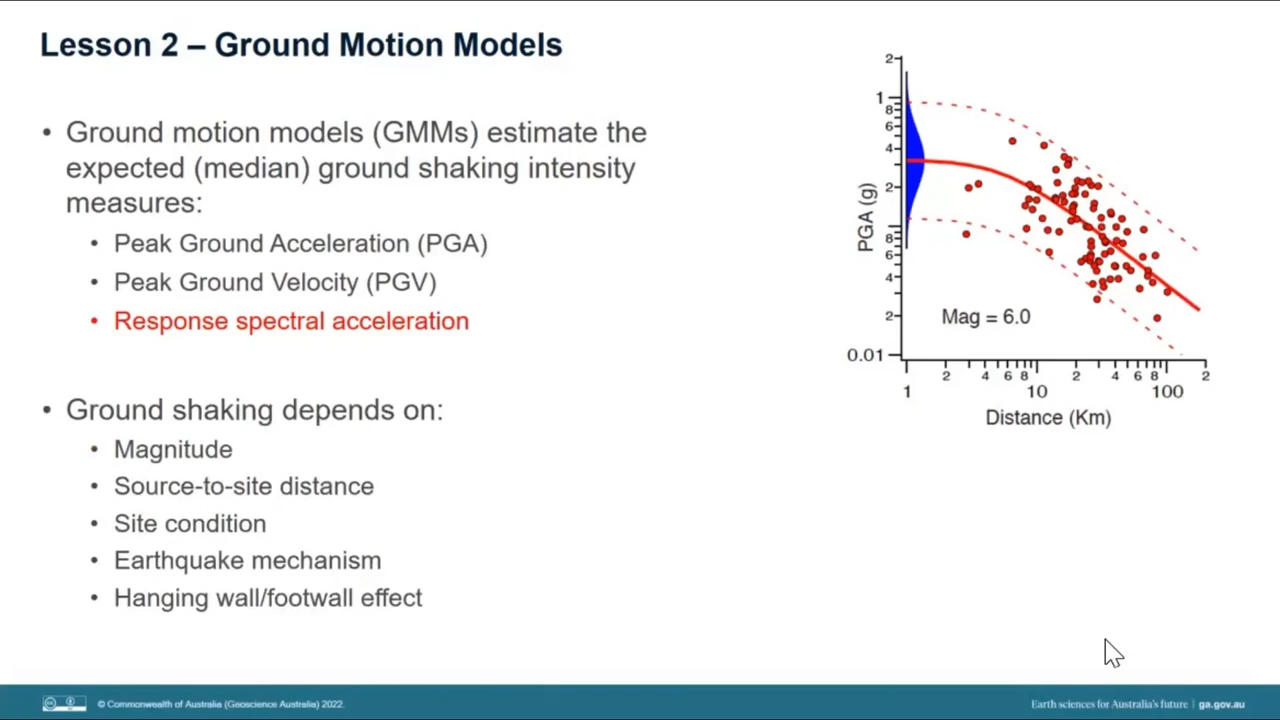 Lesson 2 – Ground Motion Models
• Ground motion models (GMMs) estimate the
expected (median) ground shaking intensity
measures:
• Peak Ground Acceleration (PGA)
• Peak Ground Velocity (PGV)
• Response spectral acceleration
• Ground shaking depends on:
• Magnitude
• Source-to-site distance
• Site condition
• Earthquake mechanism
• Hanging wall/footwall effect
2
1
8
6
4
2
8
6
4
2
0.01
PGA (g)
Mag = 6.0
2 4 6 8 2 4 6 8 2
1 10 100
Distance (Km)
© Commonwealth of Australia (Geoscience Australia) 2022.
Earth sciences for Australia's future | ga.gov.au